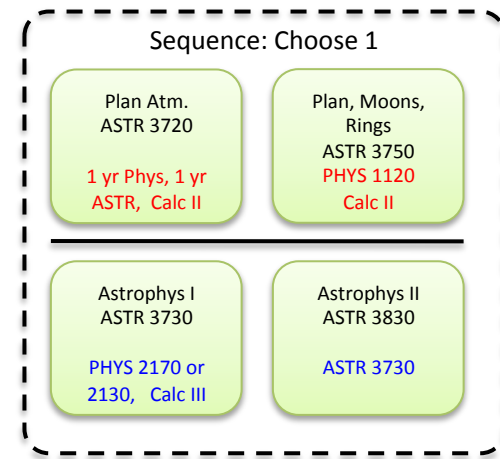 Sequence: Choose 1
Plan Atm.
ASTR 3720
1 yr Phys, 1 yr
ASTR, Calc II
Plan, Moons,
Rings
ASTR 3750
PHYS 1120
Calc II
Astrophys I
ASTR 3730
PHYS 2170 or
2130, Calc III
Astrophys II
ASTR 3830
ASTR 3730